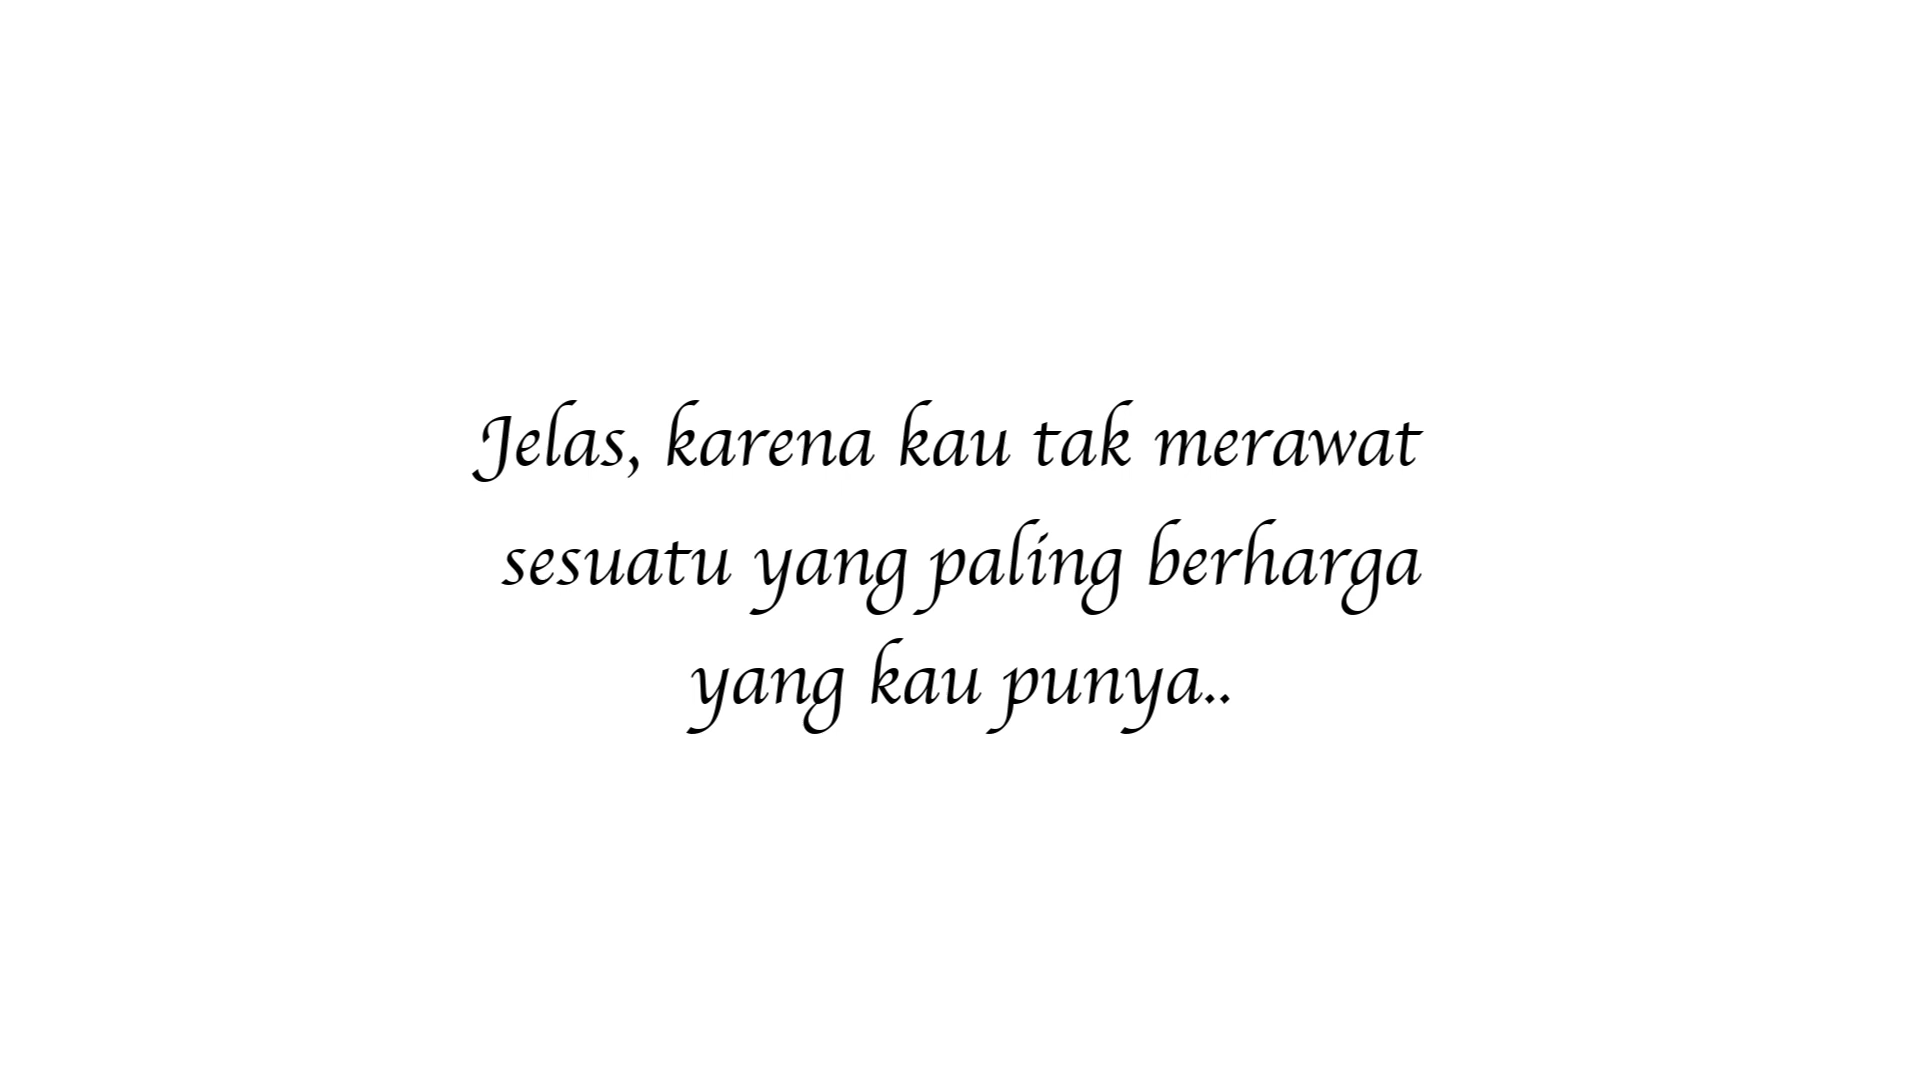 Jelas, karena kau tak merawat
sesuatu yang paling berharga
yang kau punya..